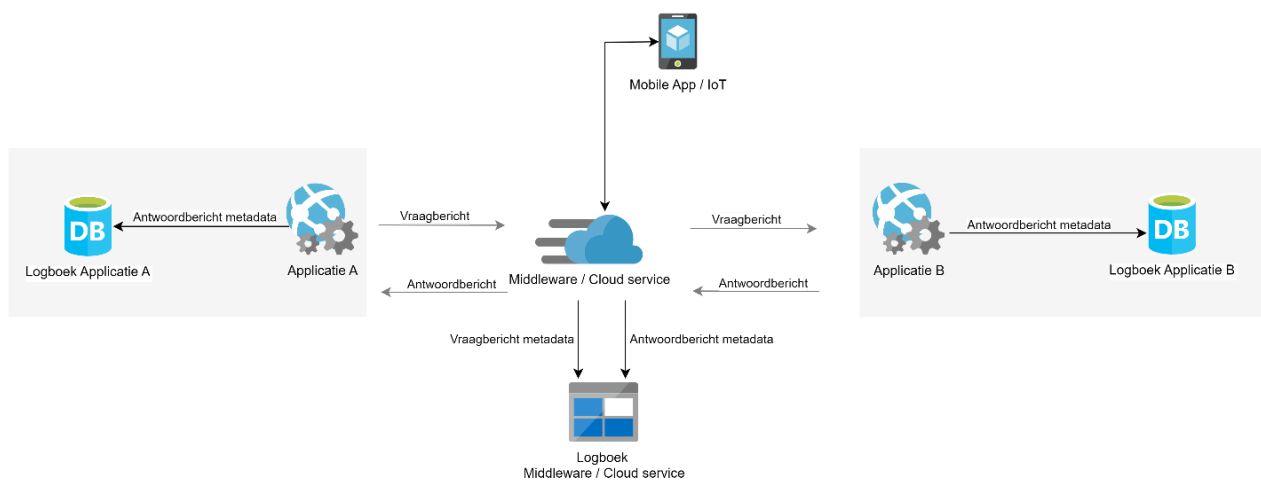 Mobile App / IoT
Antwoordbericht metadata
DB
Logboek Applicatie A
Applicatie A
Vraagbericht
Antwoordbericht
Middleware / Cloud service
Vraagbericht
Antwoordbericht
Applicatie B
Antwoordbericht metadata
DB
Logboek Applicatie B
Vraagbericht metadata
Antwoordbericht metadata
Logboek
Middleware / Cloud service